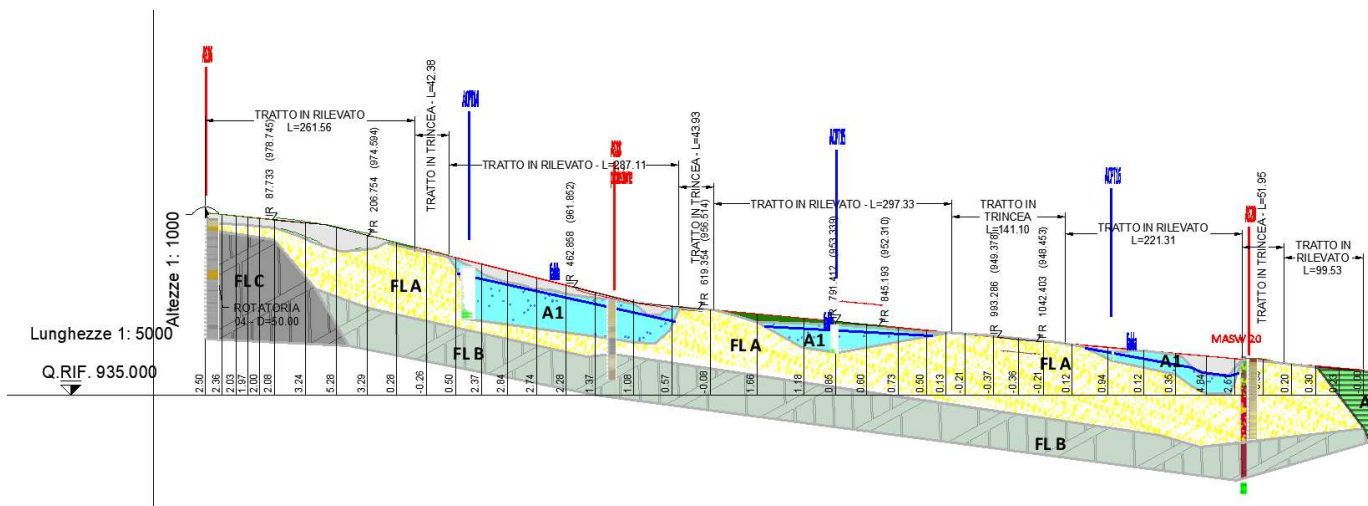 TRATTO IN RILEVATO
L=261.56
TRATTO IN TRINCEA - L=42.38
TRATTO IN RILEVATO - L=287.11
TRATTO IN TRINCEA - L=43.93
TRATTO IN RILEVATO - L=297.33
TRATTO IN
TRINCEA
L=141.10
TRATTO IN RILEVATO
L=221.31
TRATTO IN TRINCEA - L=51.95
TRATTO IN
RILEVATO
L=99.53
R 87.733 (978.745)
R 206.754 (974.594)
R 462.858 (961.852)
R 619.354 (956.514)
791.412 (953.339)
R 845.193 (952.310)
R 993.286 (949.378)
R 1042.403 (948.453)
Altezze 1: 1000
Lunghezze 1: 5000
Q.RIF. 935.000
FL C
ROTATORIA
04 - D=50.00
FL A
FL B
A1
FL A
A1
FL A
A1
FL B
MASW 20
A
2.50
2.36
2.03
1.97
2.00
2.08
3.24
5.28
3.29
0.28
-0.26
0.50
2.37
2.84
2.74
2.28
1.37
1.08
0.57
-0.08
1.66
1.18
0.85
0.60
0.73
0.50
0.13
-0.21
-0.37
-0.36
-0.21
0.12
0.94
0.12
0.35
4.84
2.51
0.20
0.30